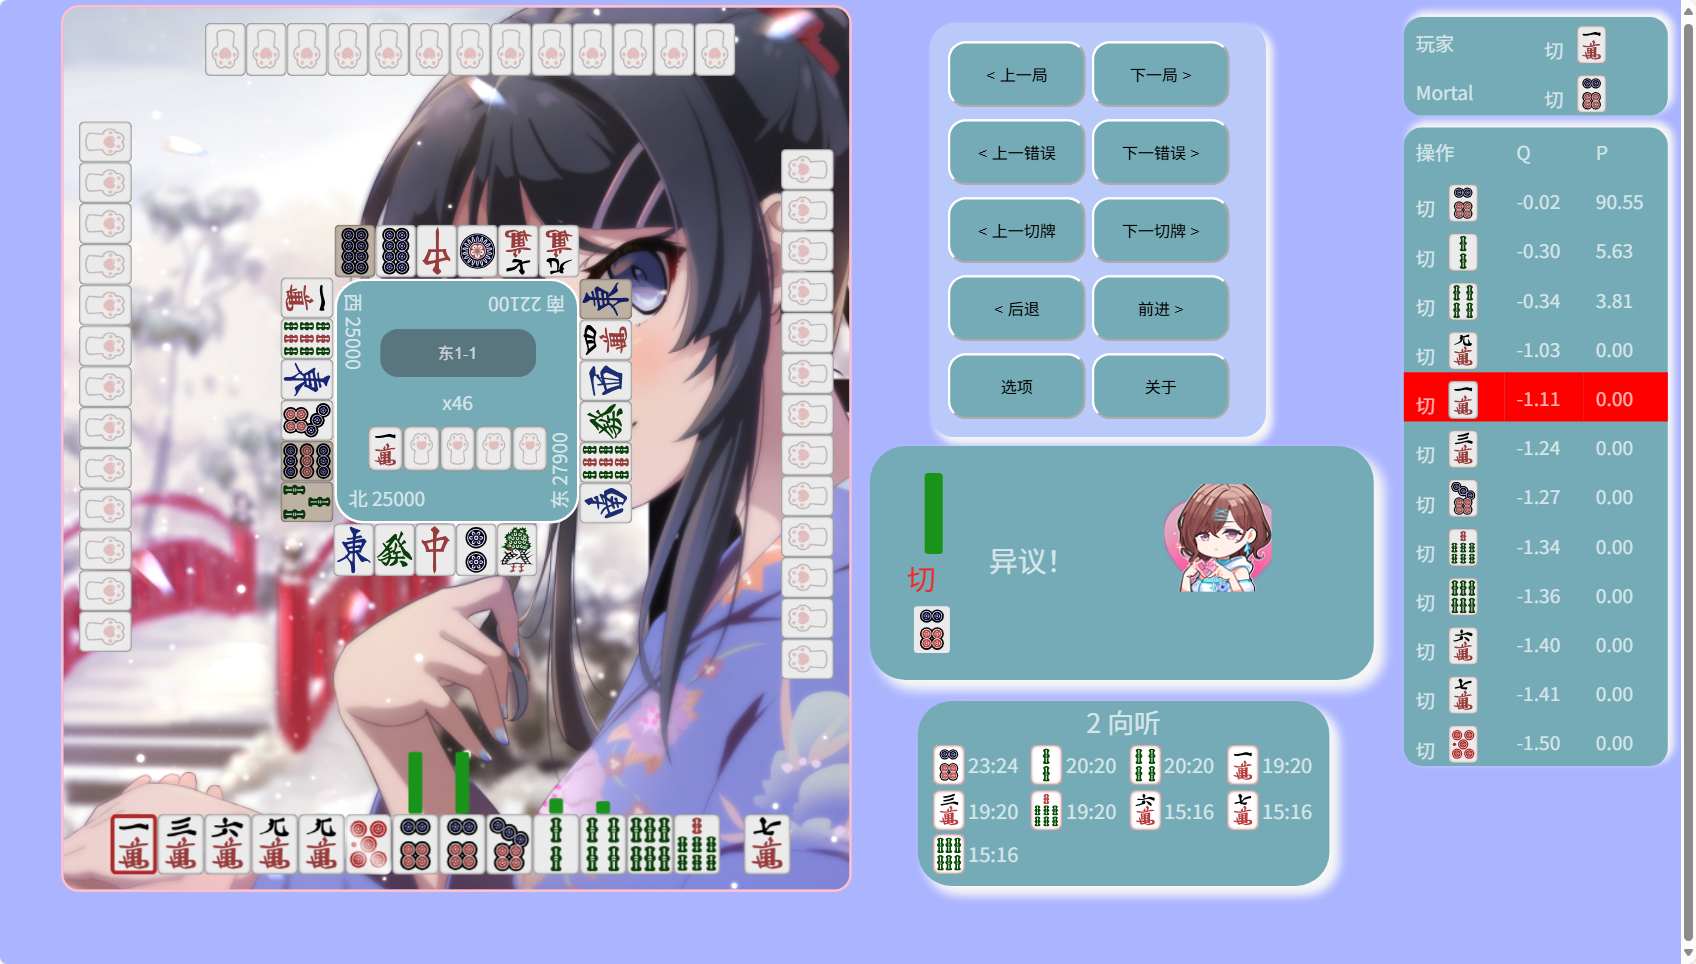 < 上一局
下一局 >
< 上一错误
下一错误 >
< 上一切牌
下一切牌 >
< 后退
前进 >
选项
关于
南 22100
西 25000
东1-1
x46
东 27900
北 25000
異议!
切
2 向听
23:24
20:20
20:20
19:20
19:20
19:20
15:16
15:16
15:16
玩家 切
Mortal 切
操作 Q P
切 -0.02 90.55
切 -0.30 5.63
切 -0.34 3.81
切 -1.03 0.00
切 -1.11 0.00
切 -1.24 0.00
切 -1.27 0.00
切 -1.34 0.00
切 -1.36 0.00
切 -1.40 0.00
切 -1.41 0.00
切 -1.50 0.00